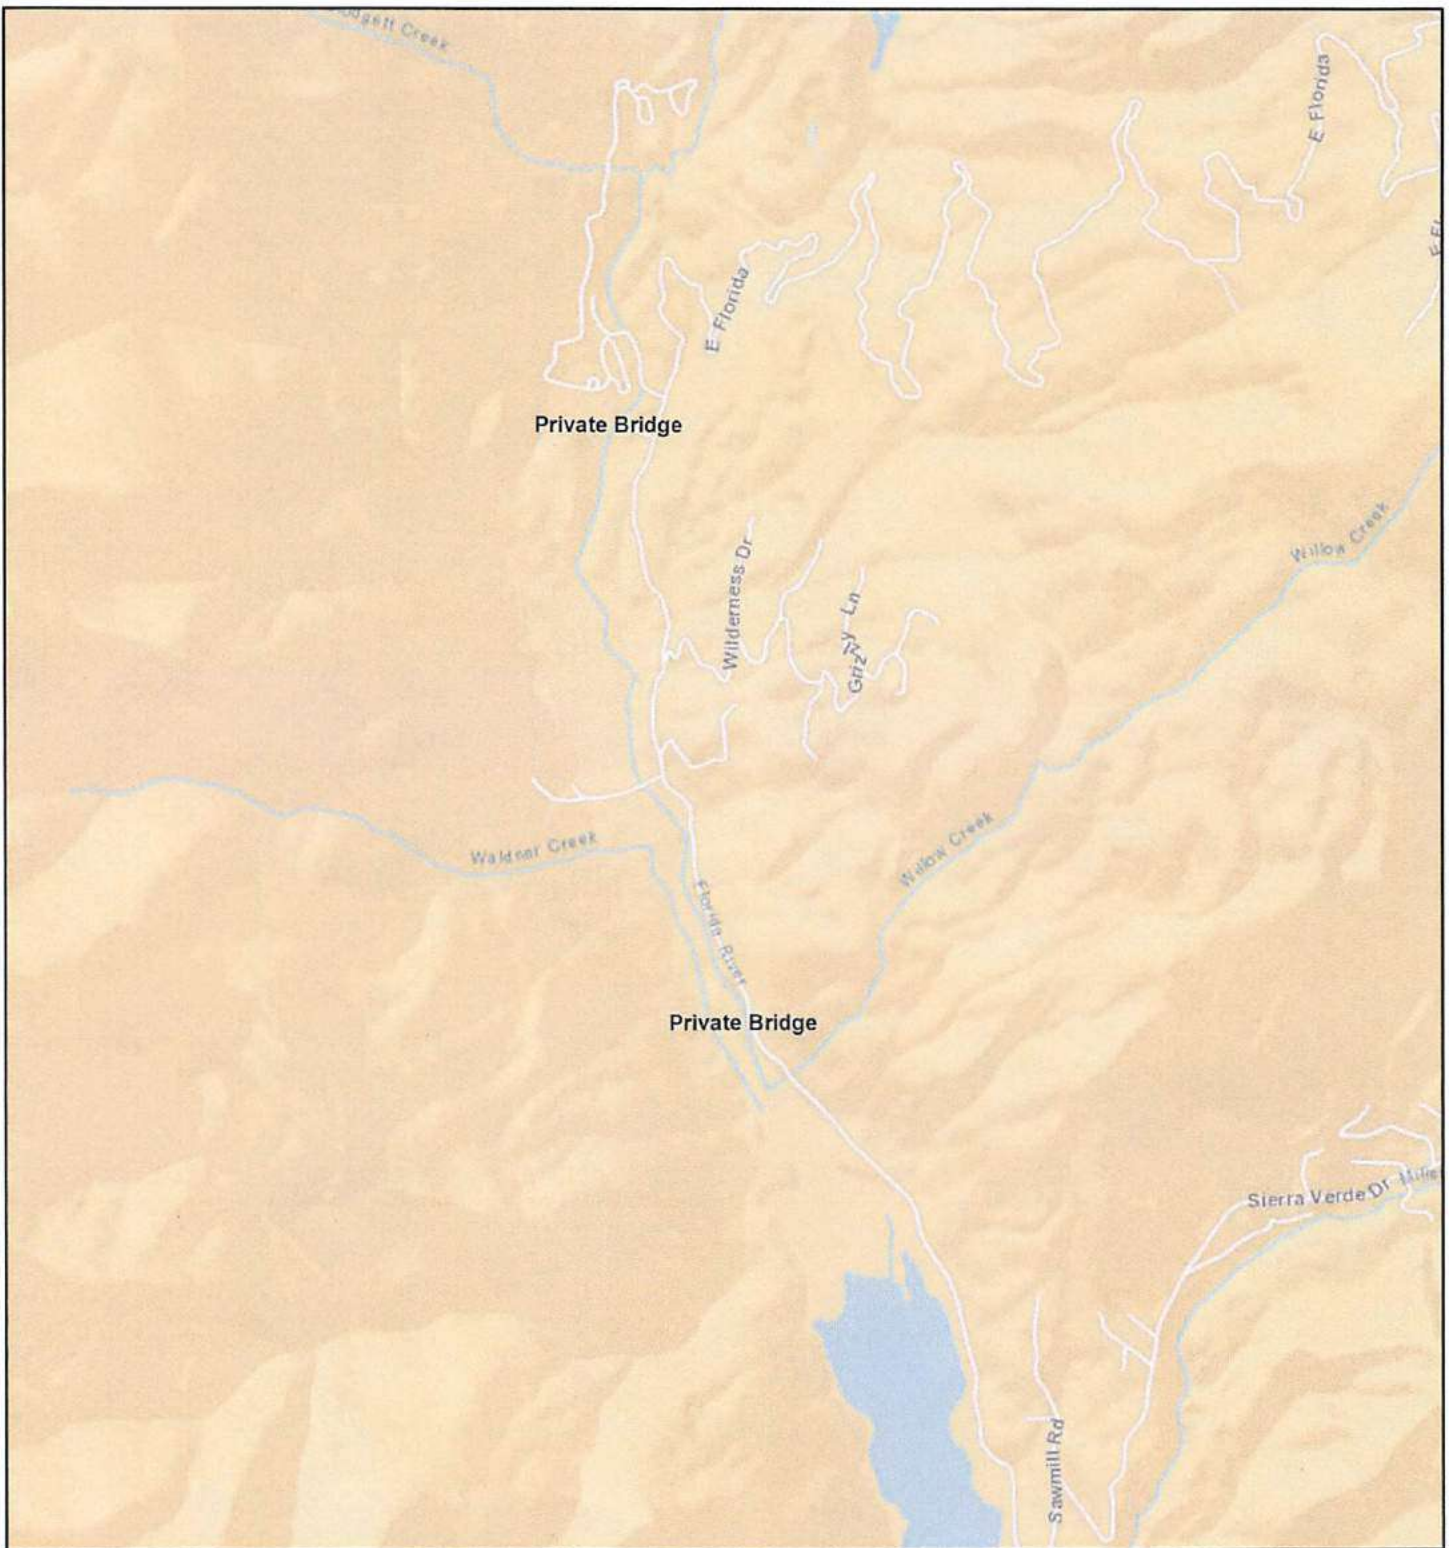 Creek
E Florida
E Florida
Private Bridge
Willow Creek
Wilderness Dr
Grizzly Ln
Willow Creek
Waldner Creek
Florida River
Private Bridge
Sierra Verde Dr
Sawmill Rd